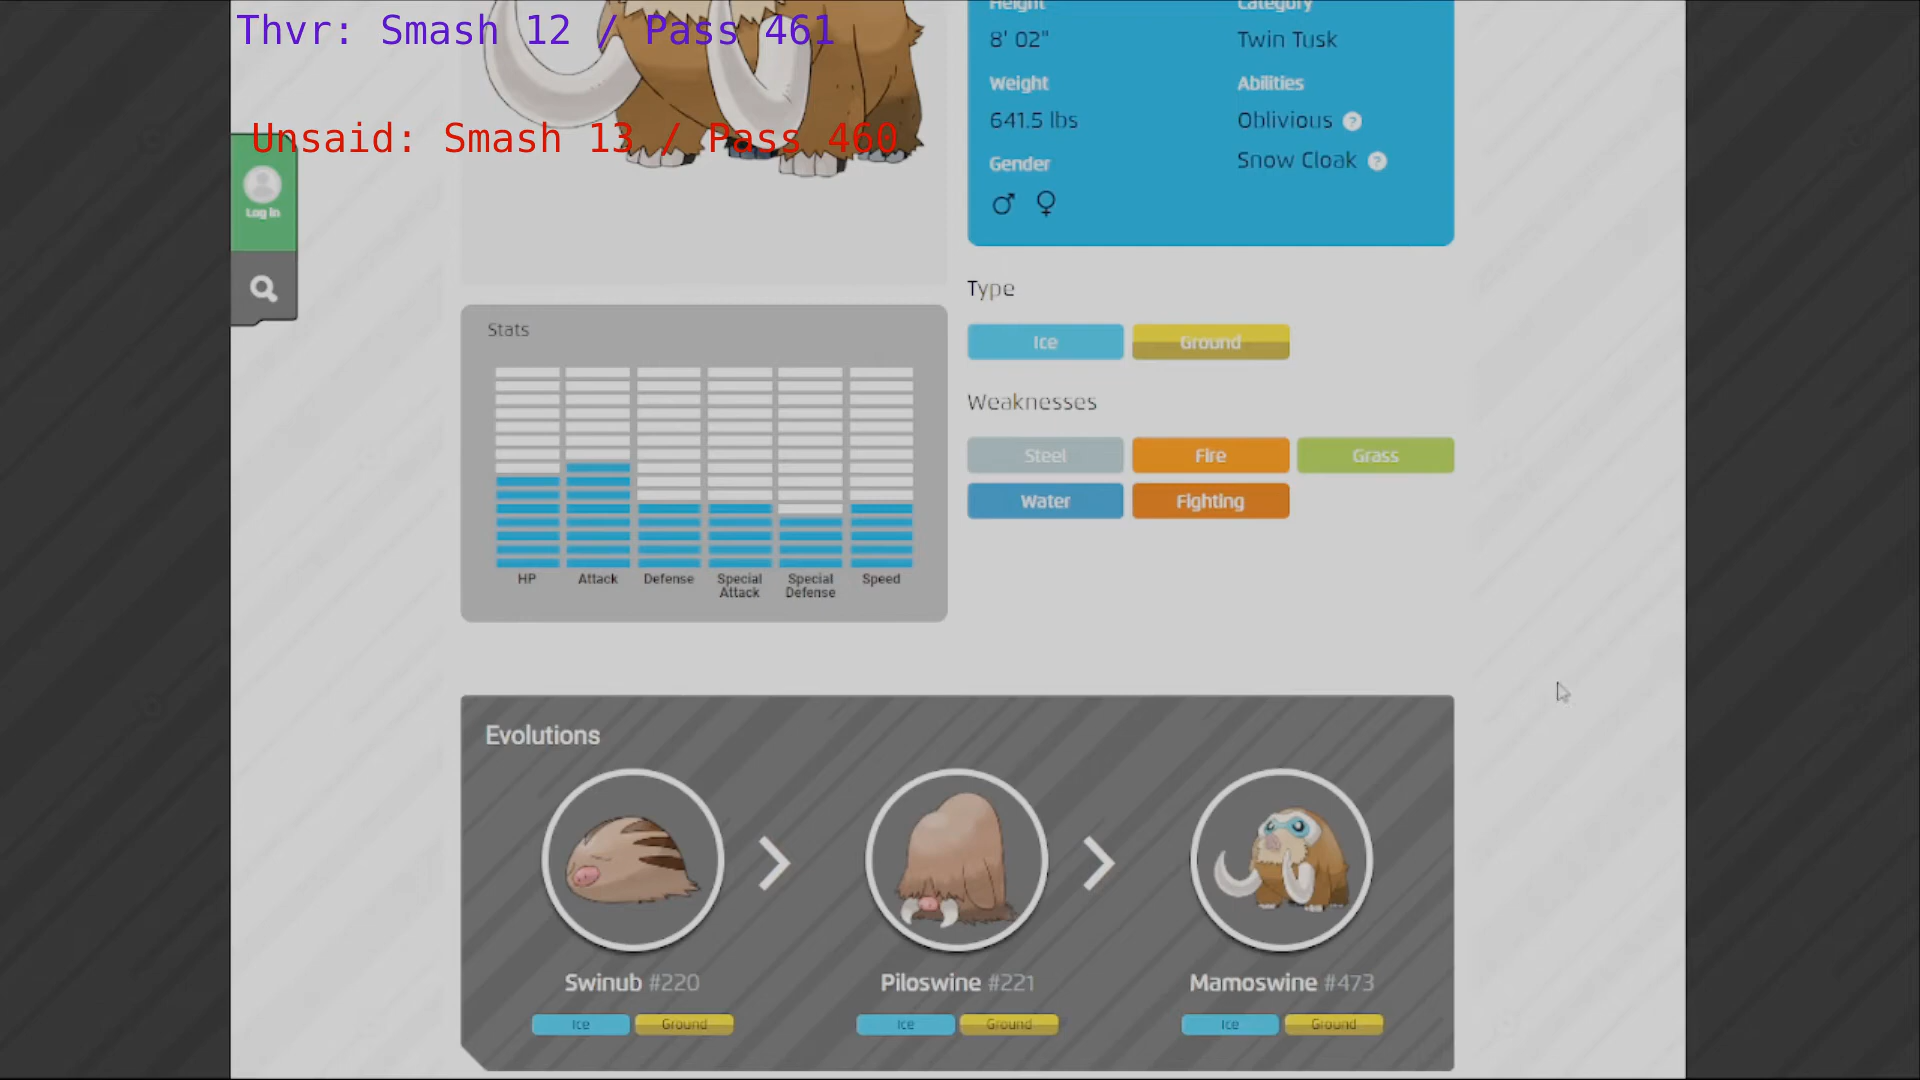 Thvr: Smash 12 / Pass 461
Unsaid: Smash 13 / Pass 460
Log in
Height
8' 02"
Category
Twin Tusk
Weight
641.5 lbs
Abilities
Oblivious ?
Snow Cloak ?
Gender
♂ ♀
Stats
HP
Attack
Defense
Special
Attack
Special
Defense
Speed
Type
Ice
Ground
Weaknesses
Steel
Fire
Grass
Water
Fighting
Evolutions
Swinub #220
Ice
Ground
Piloswine #221
Ice
Ground
Mamoswine #473
Ice
Ground